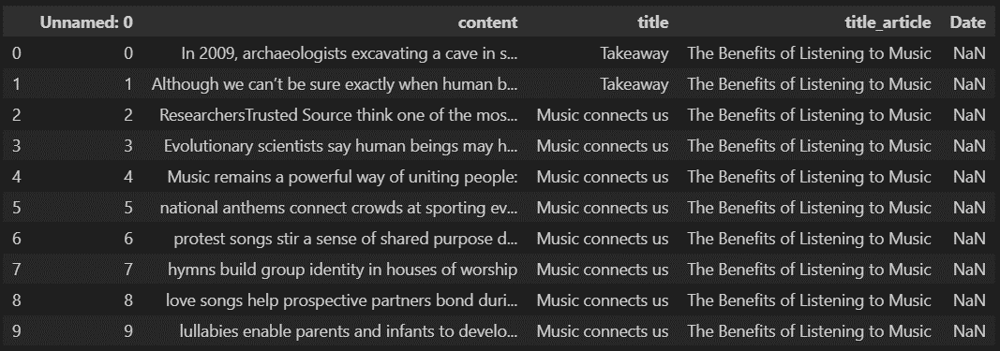 Unnamed: 0 content title title_article Date
0 0 In 2009, archaeologists excavating a cave in s... Takeaway The Benefits of Listening to Music NaN
1 1 Although we can’t be sure exactly when human b... Takeaway The Benefits of Listening to Music NaN
2 2 ResearchersTrusted Source think one of the mos... Music connects us The Benefits of Listening to Music NaN
3 3 Evolutionary scientists say human beings may h... Music connects us The Benefits of Listening to Music NaN
4 4 Music remains a powerful way of uniting people: Music connects us The Benefits of Listening to Music NaN
5 5 national anthems connect crowds at sporting ev... Music connects us The Benefits of Listening to Music NaN
6 6 protest songs stir a sense of shared purpose d... Music connects us The Benefits of Listening to Music NaN
7 7 hymns build group identity in houses of worship Music connects us The Benefits of Listening to Music NaN
8 8 love songs help prospective partners bond duri... Music connects us The Benefits of Listening to Music NaN
9 9 lullabies enable parents and infants to develo... Music connects us The Benefits of Listening to Music NaN